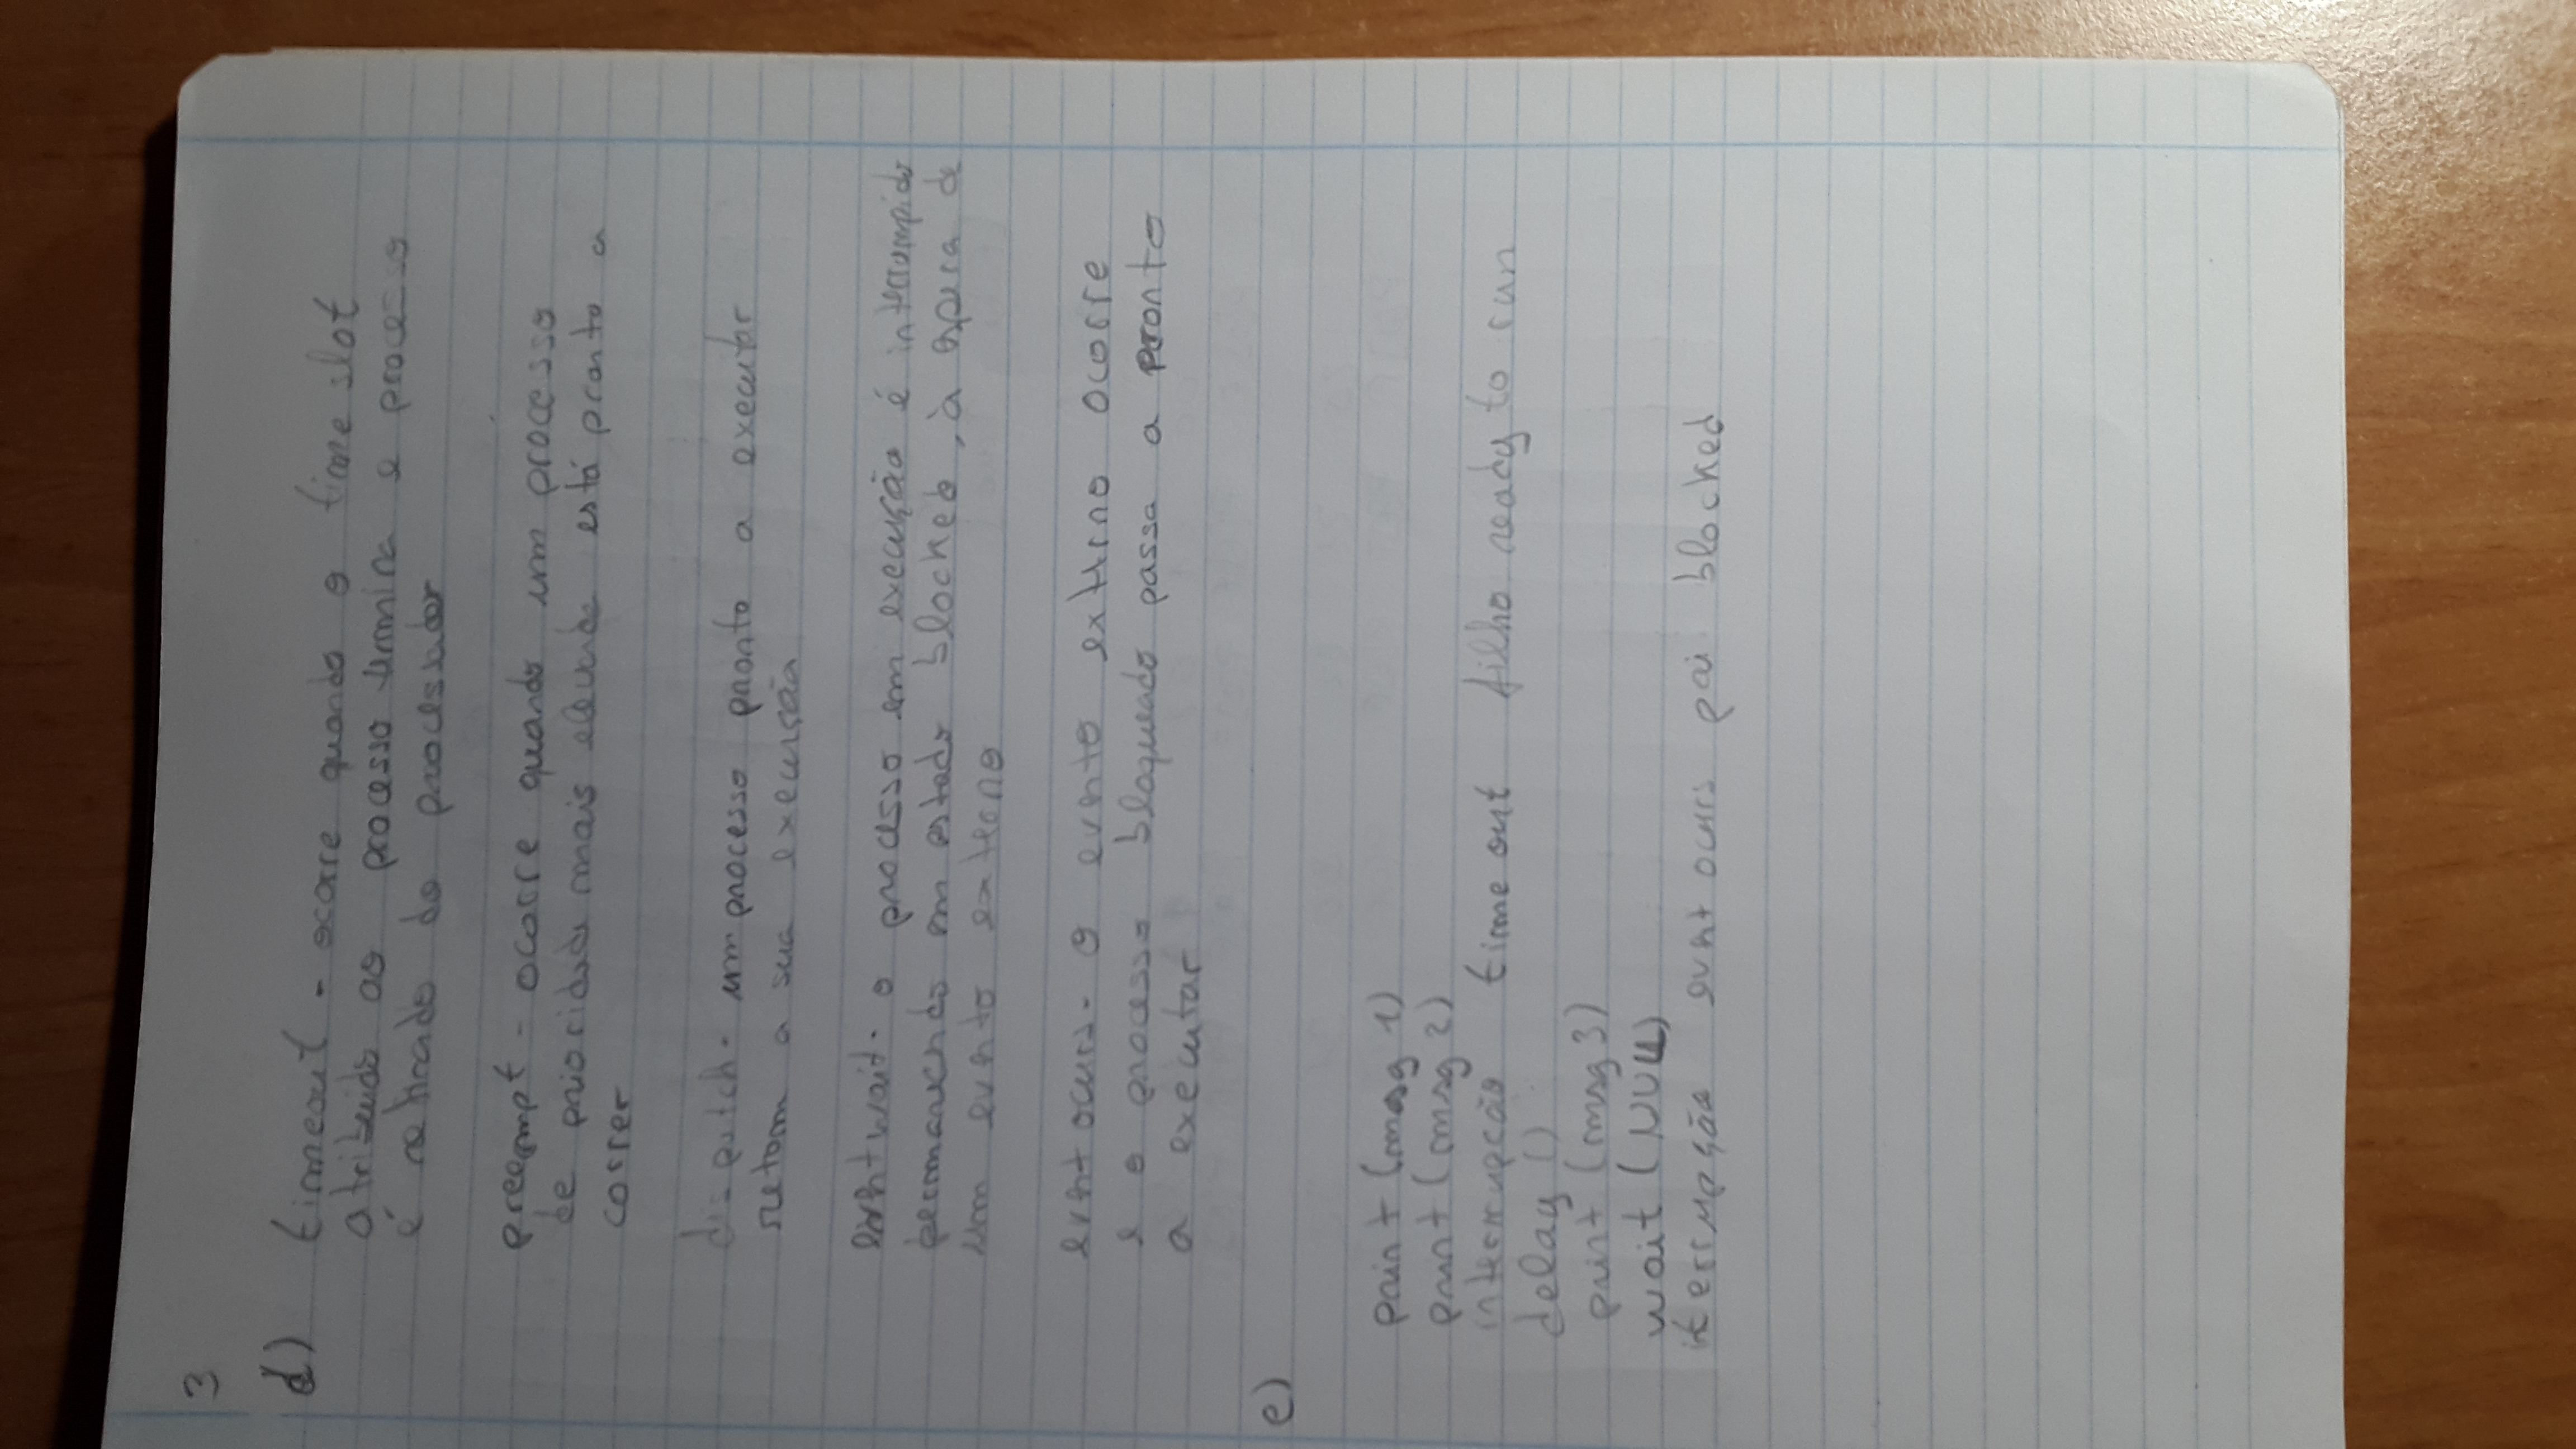 3
d) timeout - ocorre quando o time slot
atribuido ao processo termina e processo
é retirado do processador
preempt - ocorre quando um processo
de prioridade mais elevada está pronto a
correr
dispatch - um processo pronto a executar
retoma a sua execução
eventwait - o processo em execução é interrompido
permanecendo em estado blocked, à espera de
um evento externo
event ocurs - o evento externo ocorre
e o processo bloqueado passa a pronto
a executar
e)
print (msg 1)
print (msg 2)
interrupção time out filho ready to run
delay ()
print (msg 3)
wait (NULL)
iterrupção event ocurs pai blocked